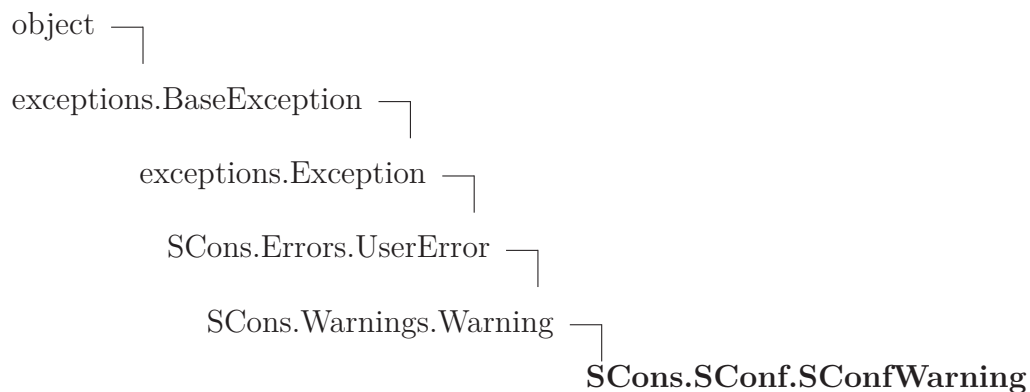 object
exceptions.BaseException
exceptions.Exception
SCons.Errors.UserError
SCons.Warnings.Warning
SCons.SConf.SConfWarning